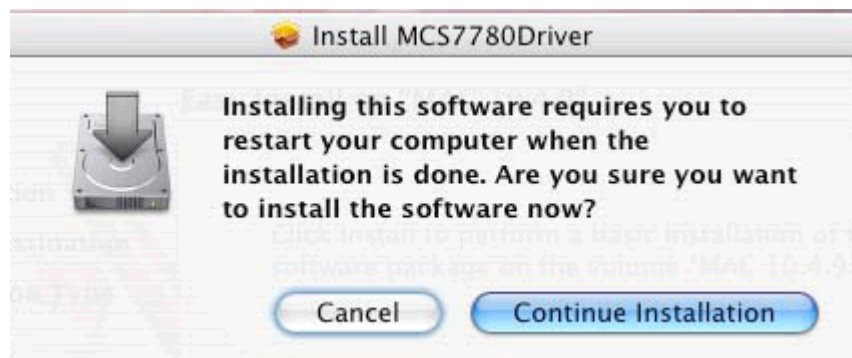 Install MCS7780Driver
Installing this software requires you to
restart your computer when the
installation is done. Are you sure you want
to install the software now?
Click Install to perform a basic installation of
software package on the volume "MAC 10.4.9
Cancel
Continue Installation